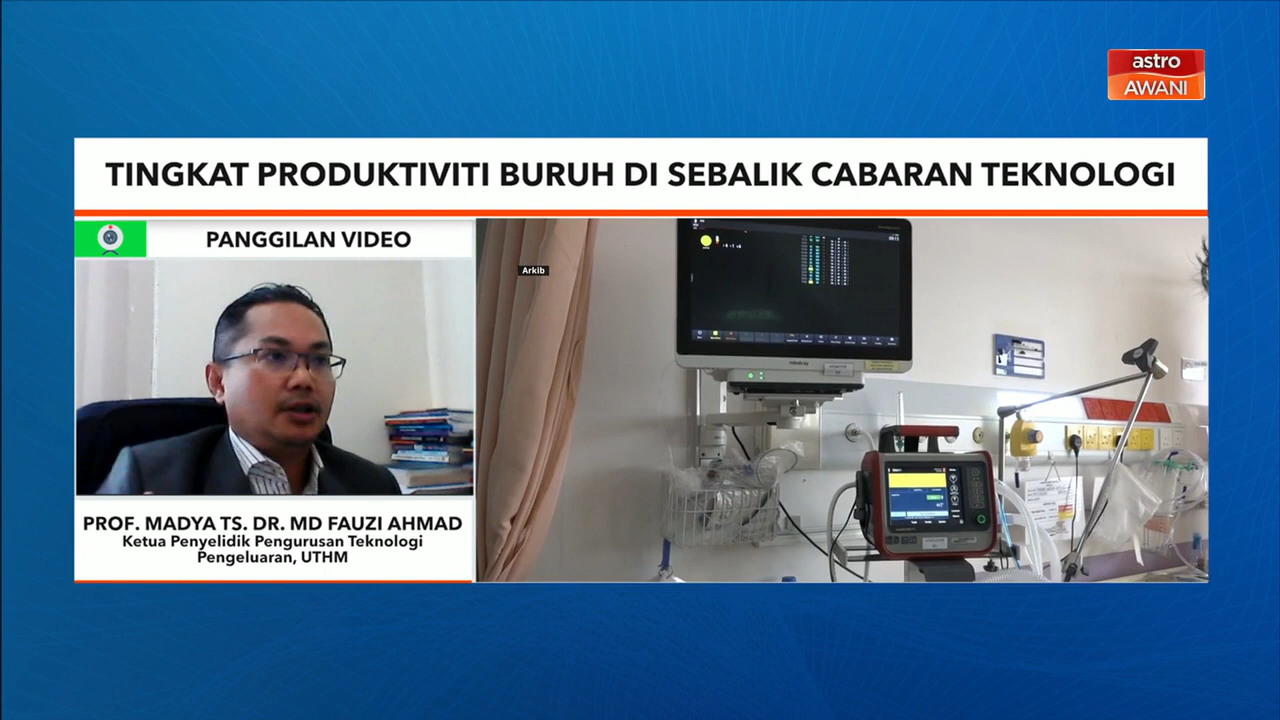 astro
AWANI
TINGKAT PRODUKTIVITI BURUH DI SEBALIK CABARAN TEKNOLOGI
PANGGILAN VIDEO
Arkib
mindray
PROF. MADYA TS. DR. MD FAUZI AHMAD
Ketua Penyelidik Pengurusan Teknologi
Pengeluaran, UTHM